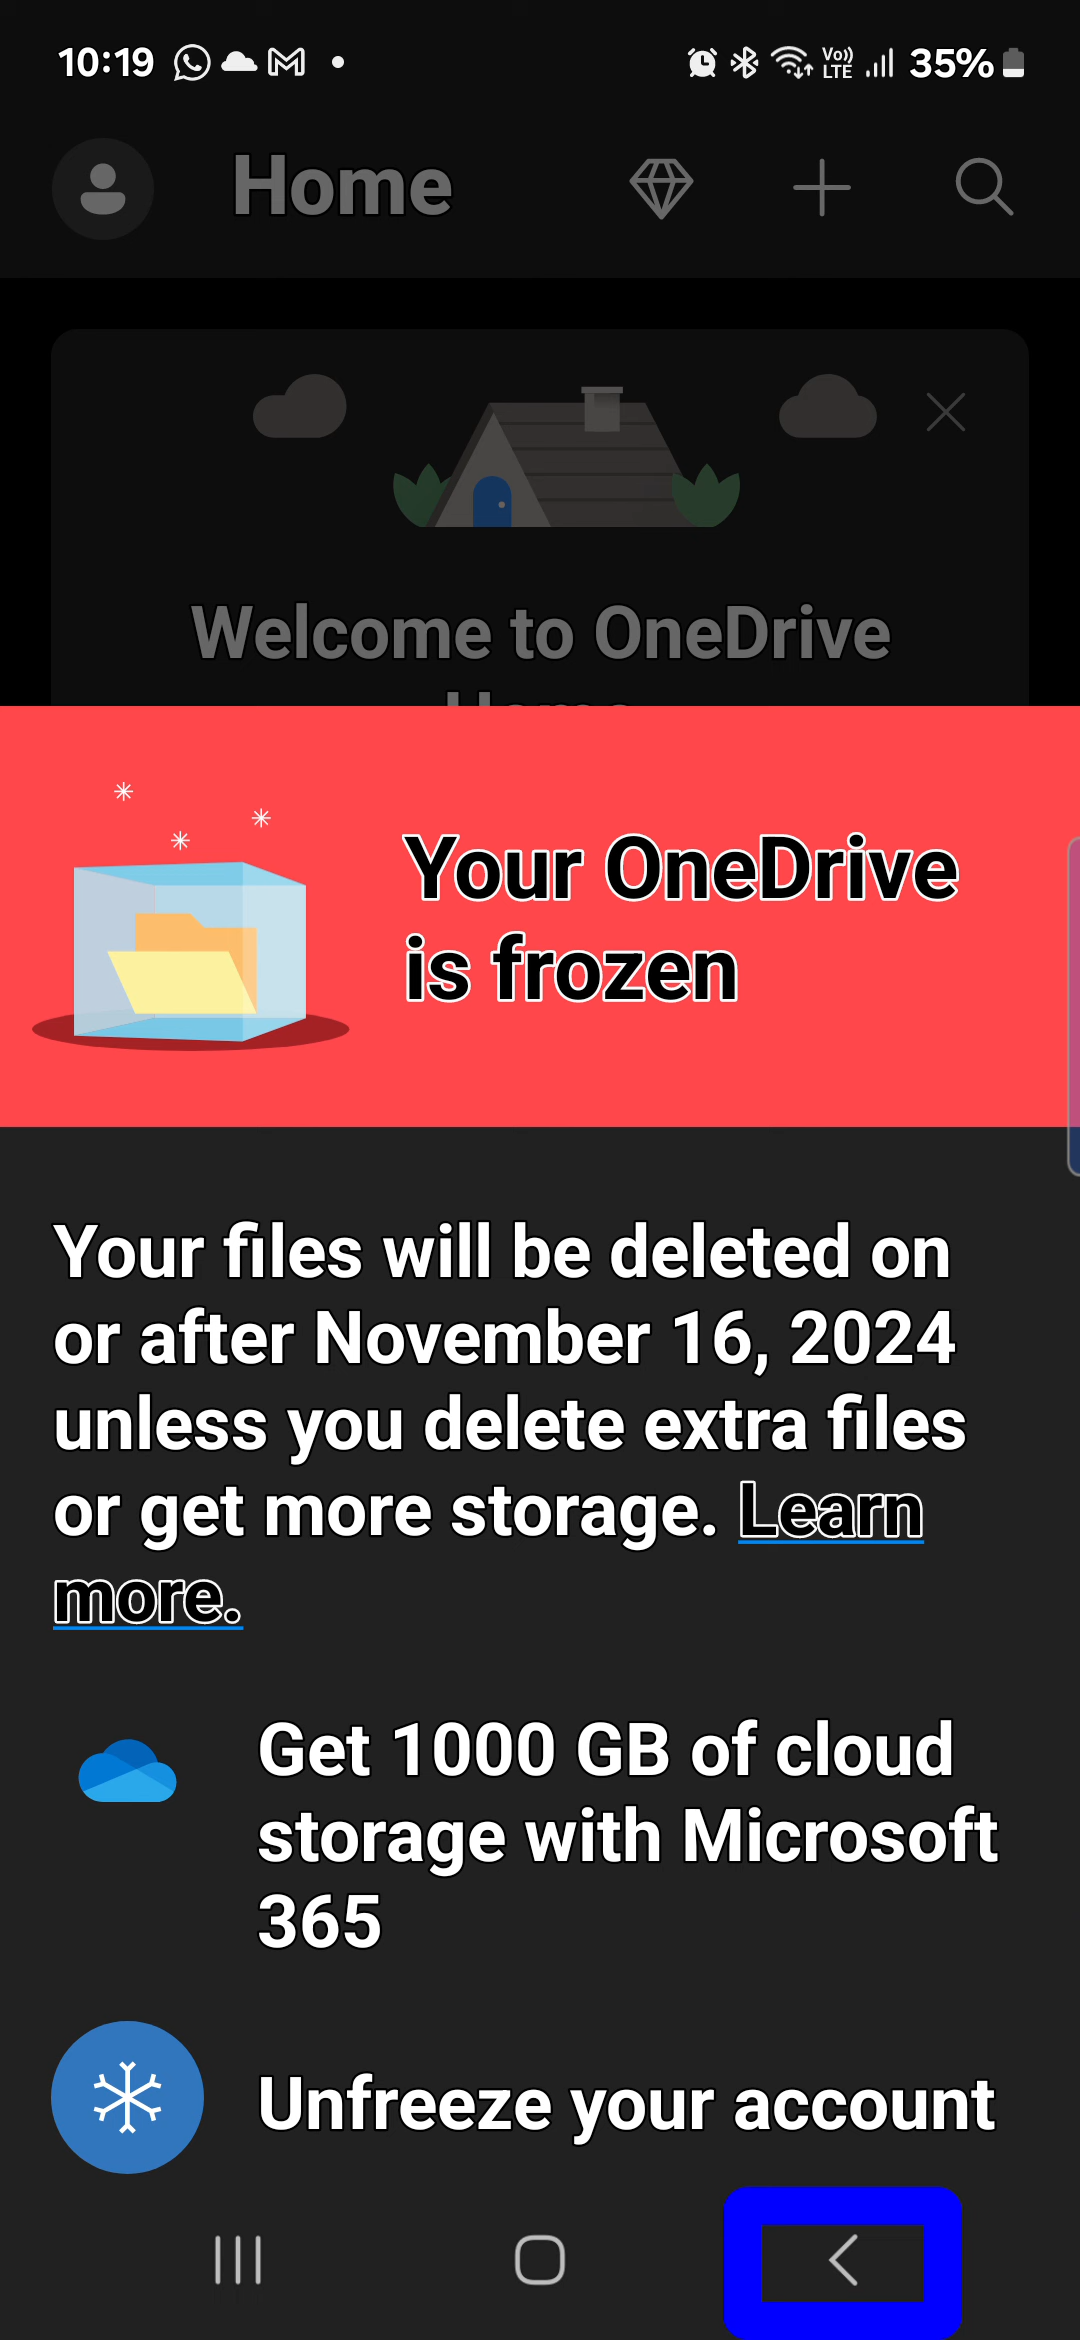 10:19
Vo)) LTE 35%
Home
Welcome to OneDrive
Your OneDrive
is frozen
Your files will be deleted on
or after November 16, 2024
unless you delete extra files
or get more storage. Learn
more.
Get 1000 GB of cloud
storage with Microsoft
365
Unfreeze your account